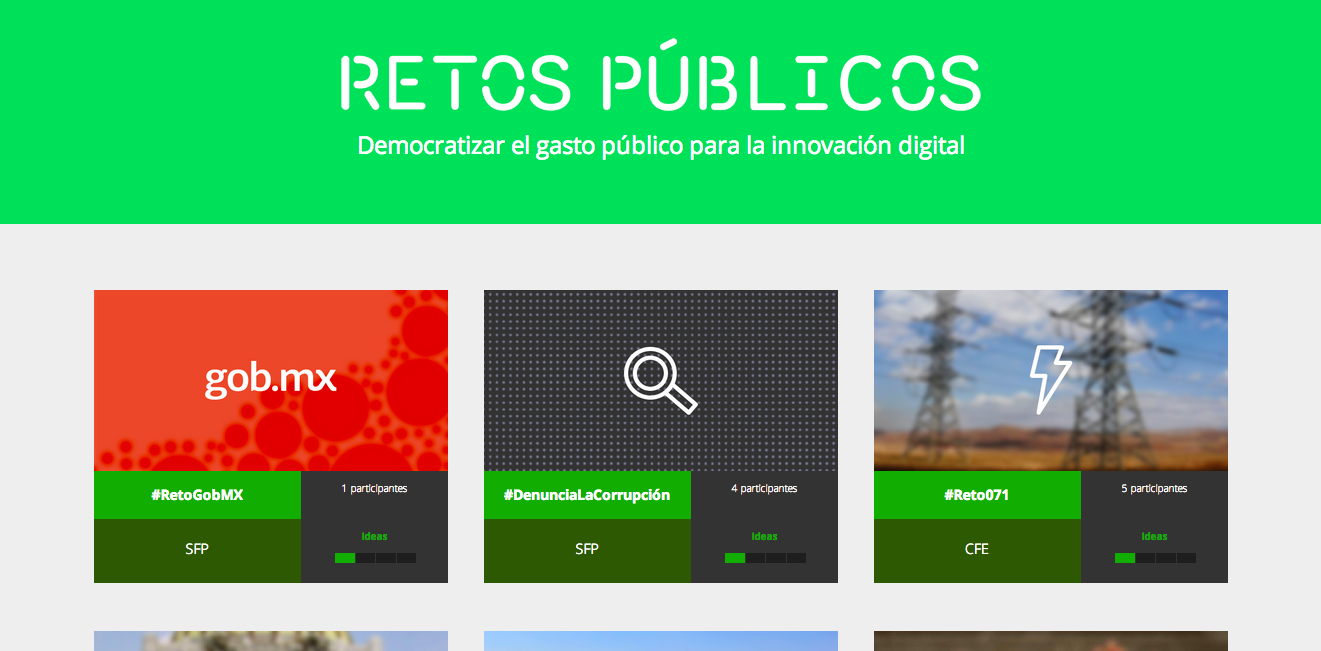 RETOS PÚBLICOS
Democratizar el gasto público para la innovación digital
gob.mx
#RetoGobMX
1 participantes
SFP
Ideas
#DenunciaLaCorrupción
4 participantes
SFP
Ideas
#Reto071
5 participantes
CFE
Ideas